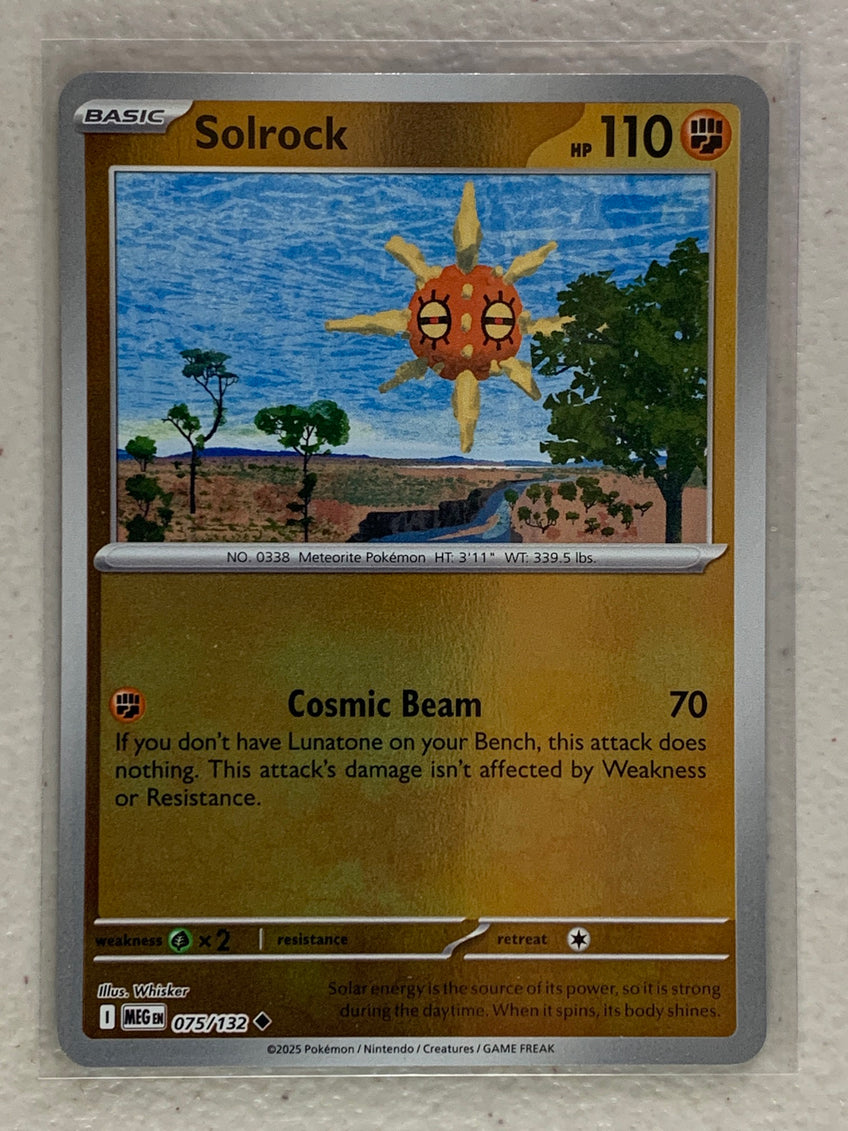 BASIC
Solrock
HP 110
NO. 0338 Meteorite Pokémon HT: 3'11" WT: 339.5 lbs.
Cosmic Beam 70
If you don't have Lunatone on your Bench, this attack does
nothing. This attack's damage isn't affected by Weakness
or Resistance.
weakness ×2 resistance retreat
Illus. Whisker
Solar energy is the source of its power, so it is strong
during the daytime. When it spins, its body shines.
I MEG EN 075/132
©2025 Pokémon / Nintendo / Creatures / GAME FREAK